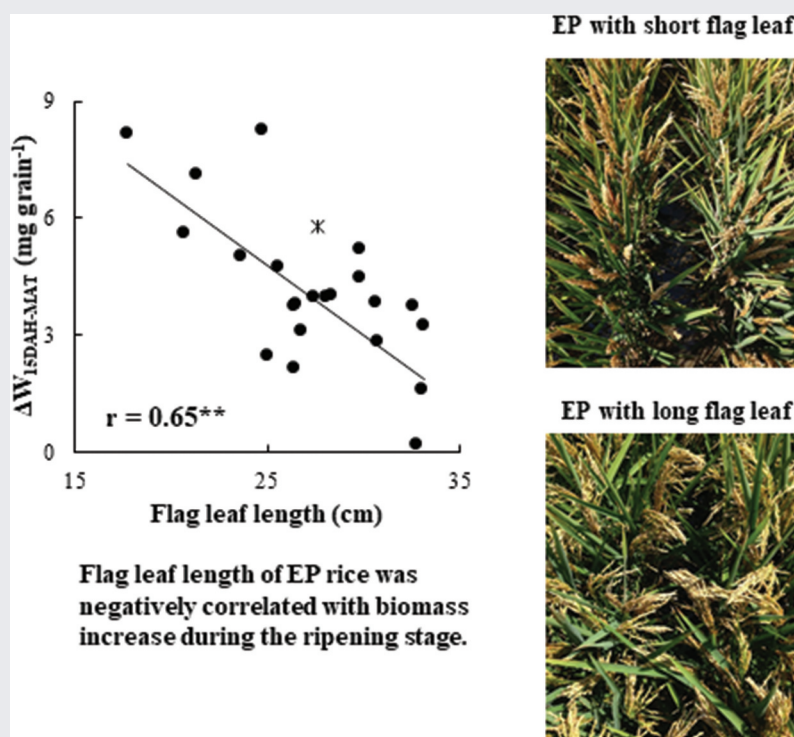 EP with short flag leaf
9
6
3
0
ΔW15DAH-MAT (mg grain-1)
r = 0.65**
15
25
35
Flag leaf length (cm)
EP with long flag leaf
Flag leaf length of EP rice was
negatively correlated with biomass
increase during the ripening stage.